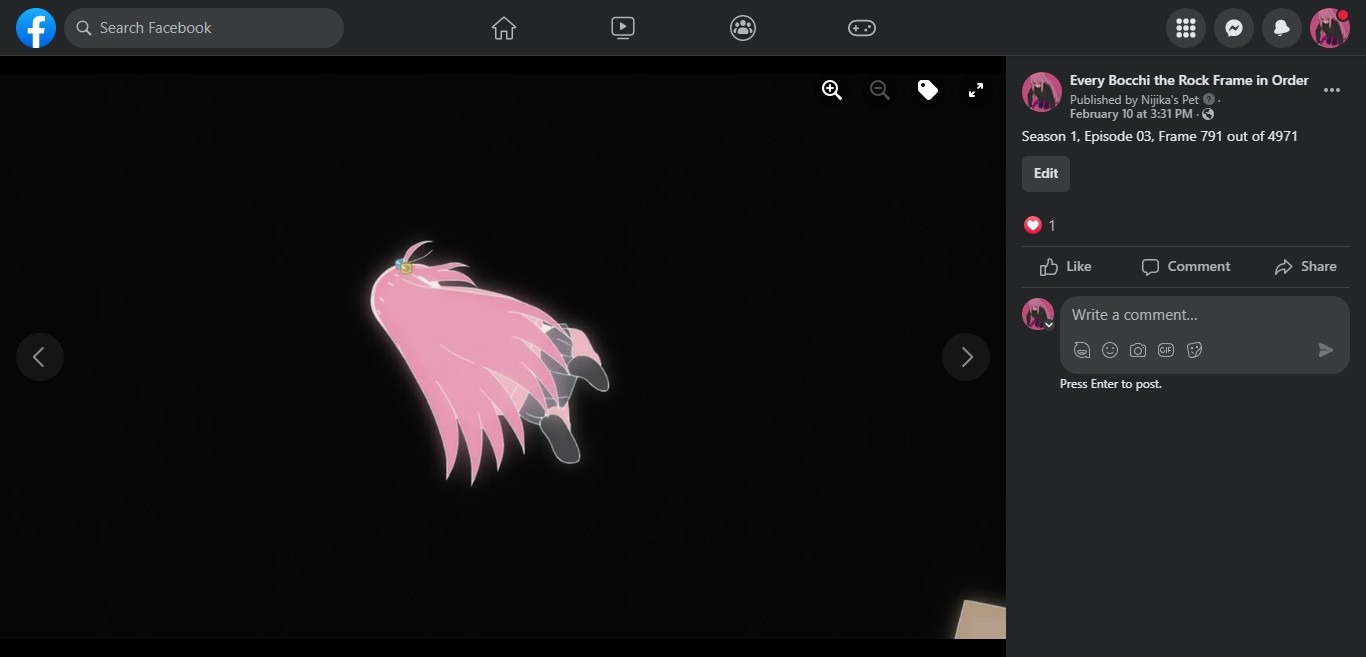 Search Facebook
Every Bocchi the Rock Frame in Order
Published by Nijika's Pet ·
February 10 at 3:31 PM ·
Season 1, Episode 03, Frame 791 out of 4971
Edit
1
Like Comment Share
Write a comment...
GIF
Press Enter to post.